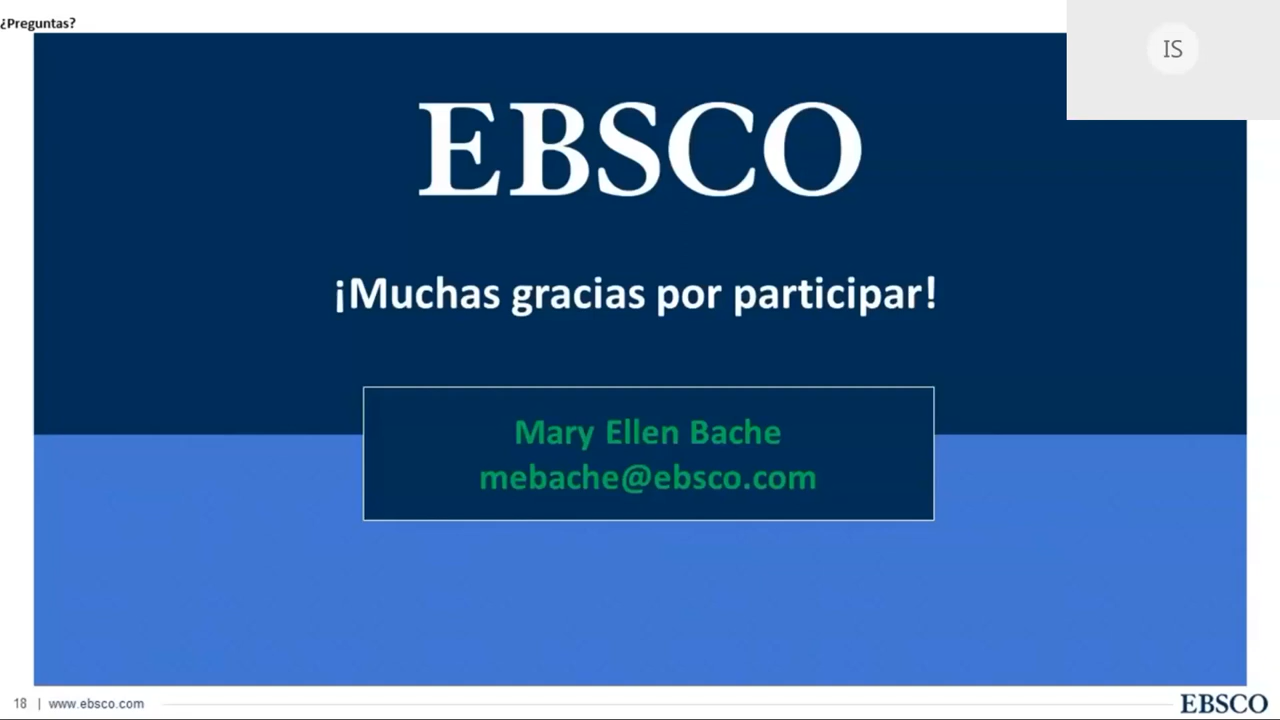 ¿Preguntas?
IS
EBSCO
¡Muchas gracias por participar!
Mary Ellen Bache
mebache@ebsco.com
18 | www.ebsco.com
EBSCO